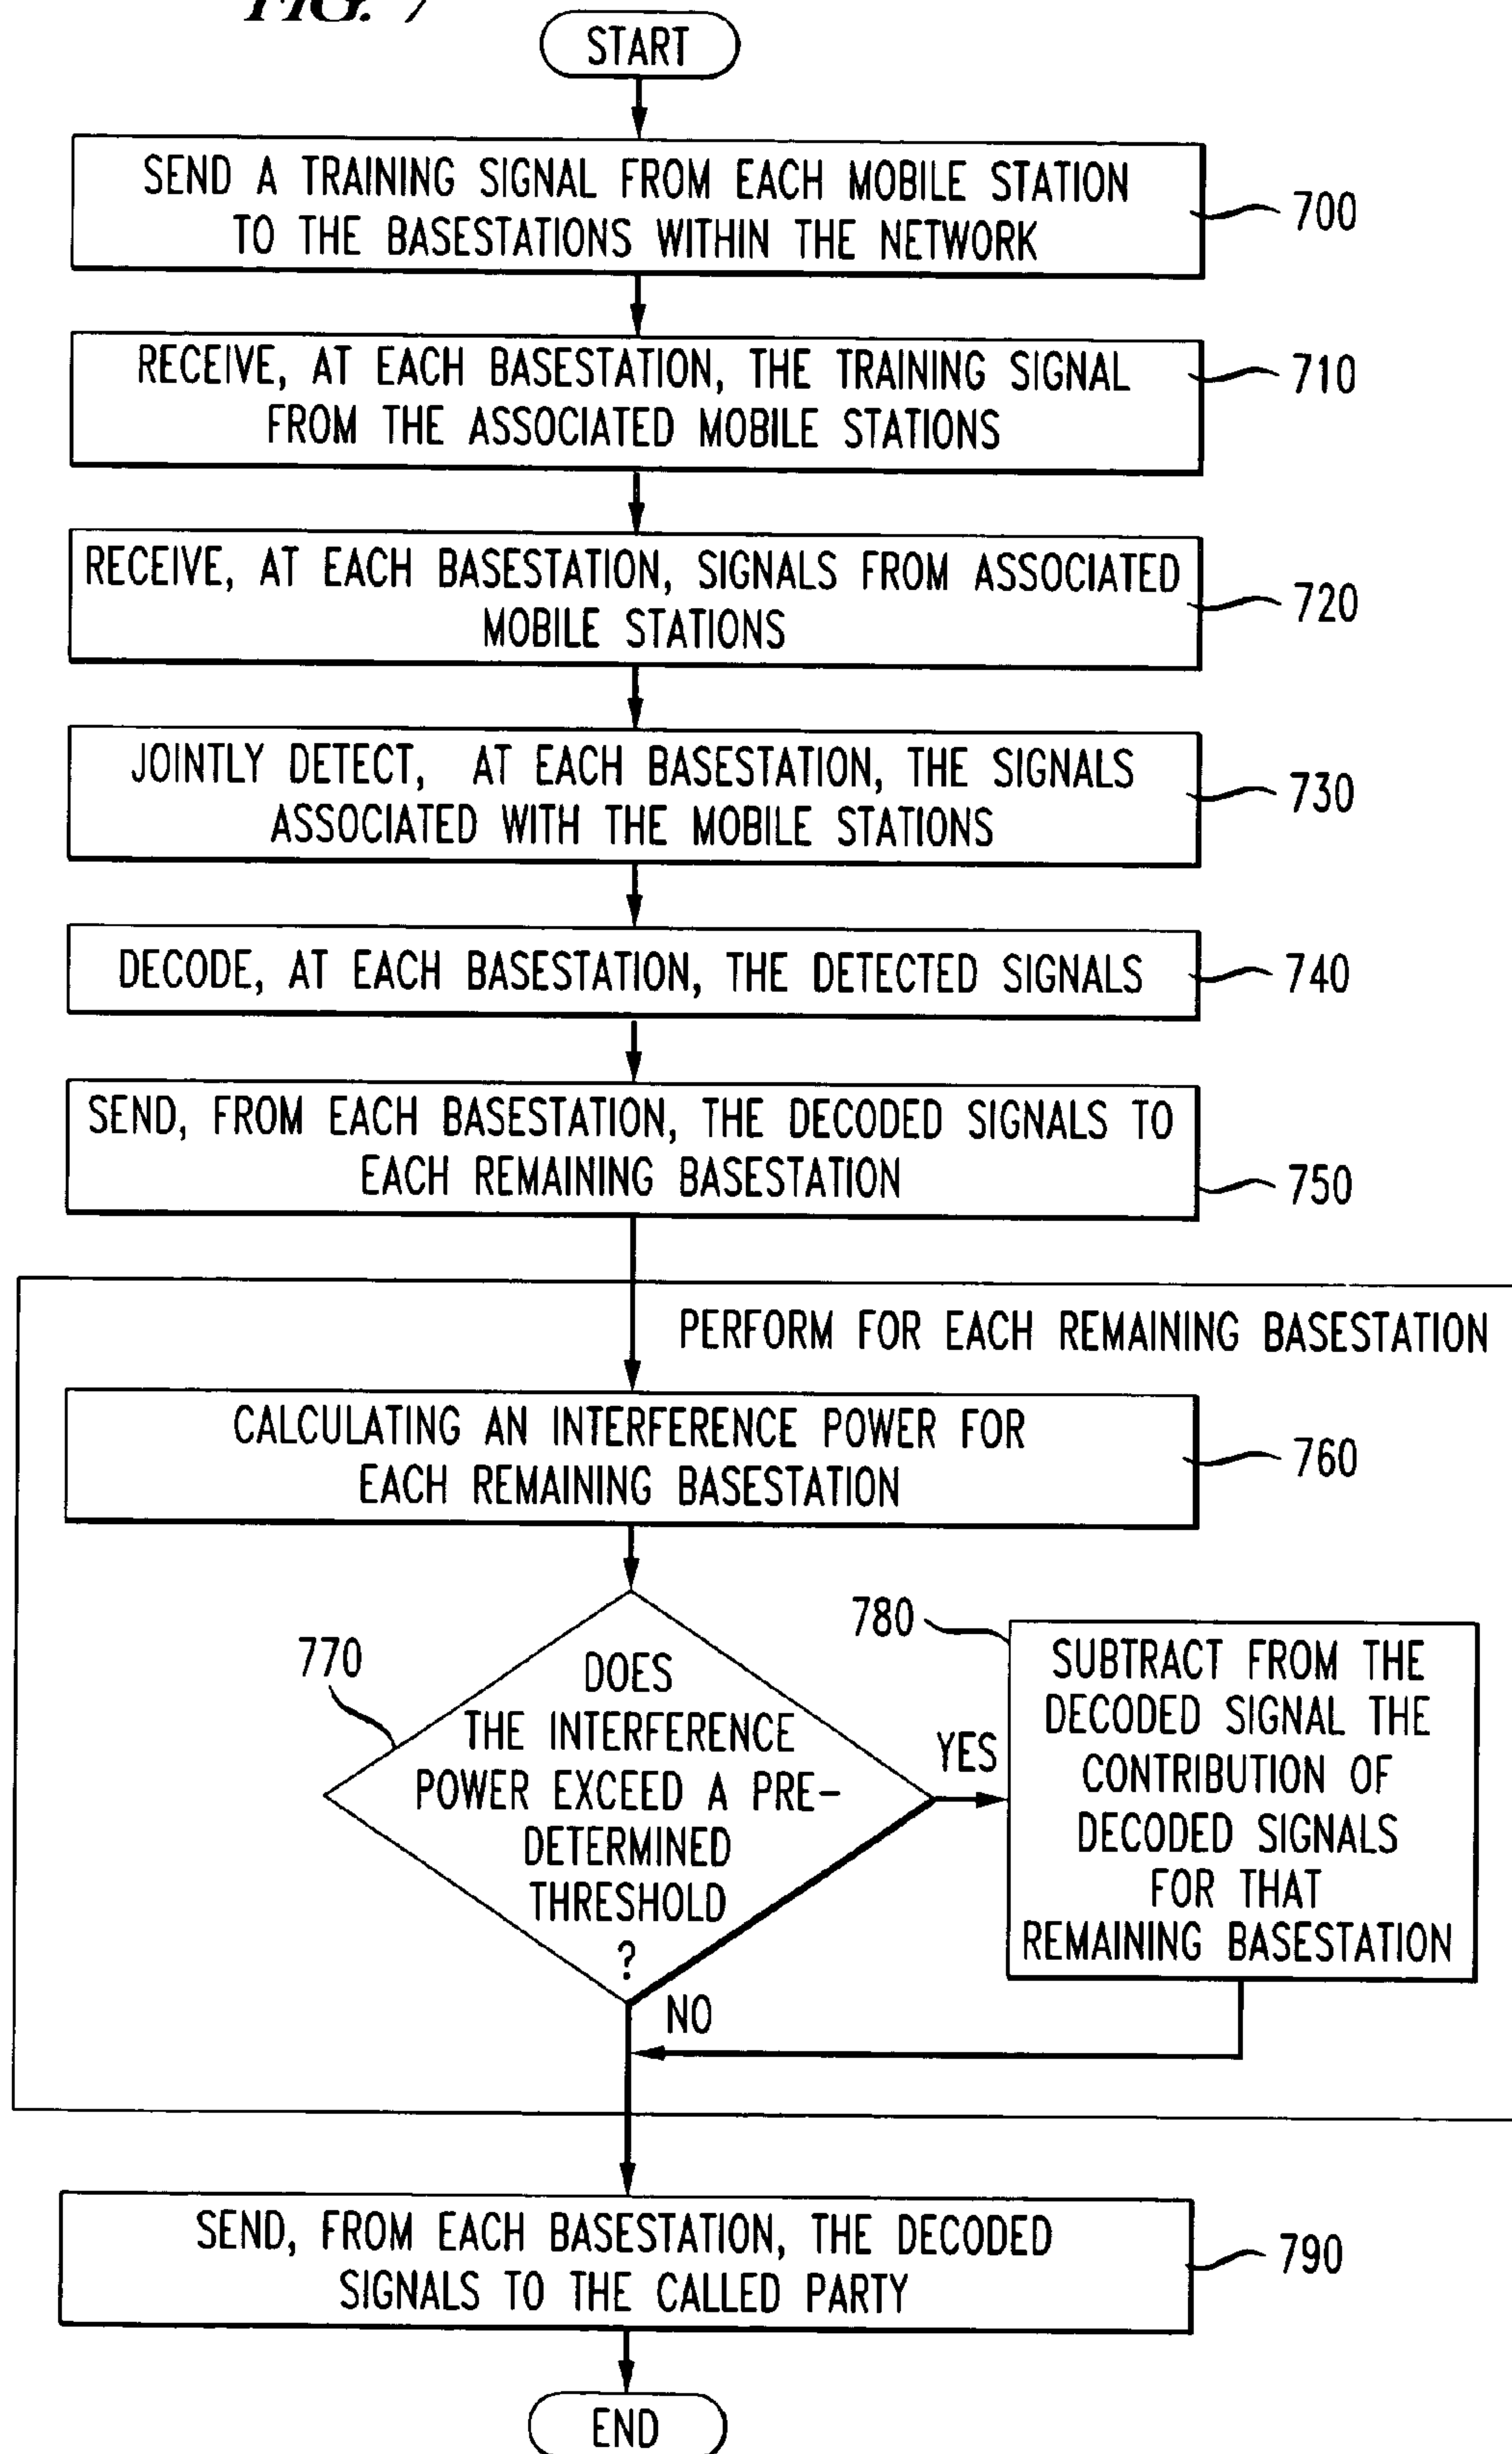 FIG. 7
START
SEND A TRAINING SIGNAL FROM EACH MOBILE STATION
TO THE BASESTATIONS WITHIN THE NETWORK
700
RECEIVE, AT EACH BASESTATION, THE TRAINING SIGNAL
FROM THE ASSOCIATED MOBILE STATIONS
710
RECEIVE, AT EACH BASESTATION, SIGNALS FROM ASSOCIATED
MOBILE STATIONS
720
JOINTLY DETECT, AT EACH BASESTATION, THE SIGNALS
ASSOCIATED WITH THE MOBILE STATIONS
730
DECODE, AT EACH BASESTATION, THE DETECTED SIGNALS
740
SEND, FROM EACH BASESTATION, THE DECODED SIGNALS TO
EACH REMAINING BASESTATION
750
PERFORM FOR EACH REMAINING BASESTATION
CALCULATING AN INTERFERENCE POWER FOR
EACH REMAINING BASESTATION
760
770
DOES
THE INTERFERENCE
POWER EXCEED A PRE-
DETERMINED
THRESHOLD
?
YES
NO
780
SUBTRACT FROM THE
DECODED SIGNAL THE
CONTRIBUTION OF
DECODED SIGNALS
FOR THAT
REMAINING BASESTATION
SEND, FROM EACH BASESTATION, THE DECODED
SIGNALS TO THE CALLED PARTY
790
END